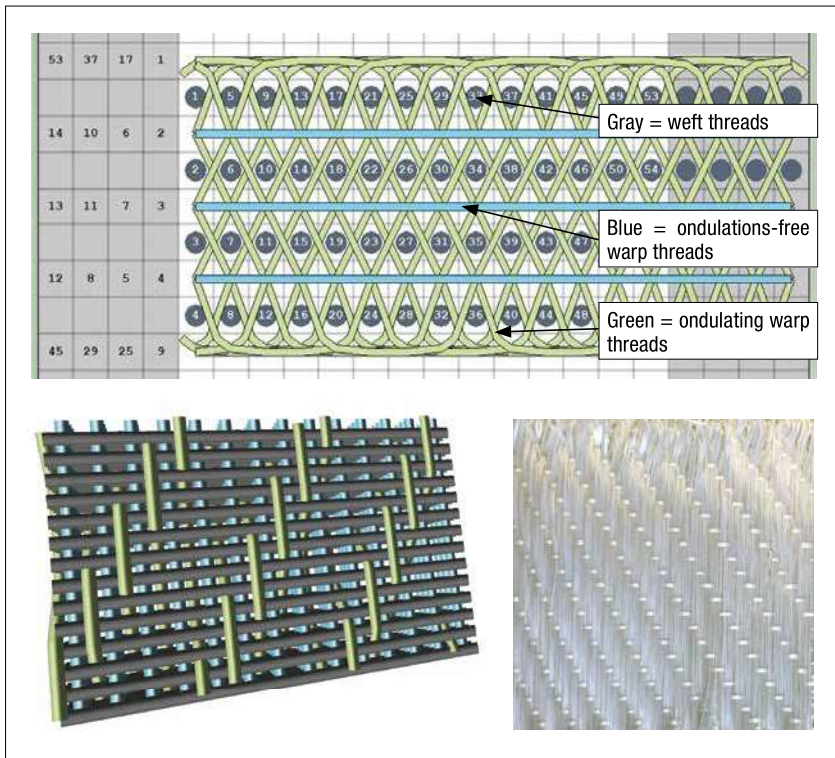 53 37 17 1
1 5 9 13 17 21 25 29 33 37 41 45 49 53
Gray = weft threads
14 10 6 2
2 6 10 14 18 22 26 30 34 38 42 46 50 54
13 11 7 3
Blue = ondulations-free
warp threads
3 7 11 15 19 23 27 31 35 39 43 47
12 8 5 4
4 8 12 16 20 24 28 32 36 40 44 48
Green = ondulating warp
threads
45 29 25 9